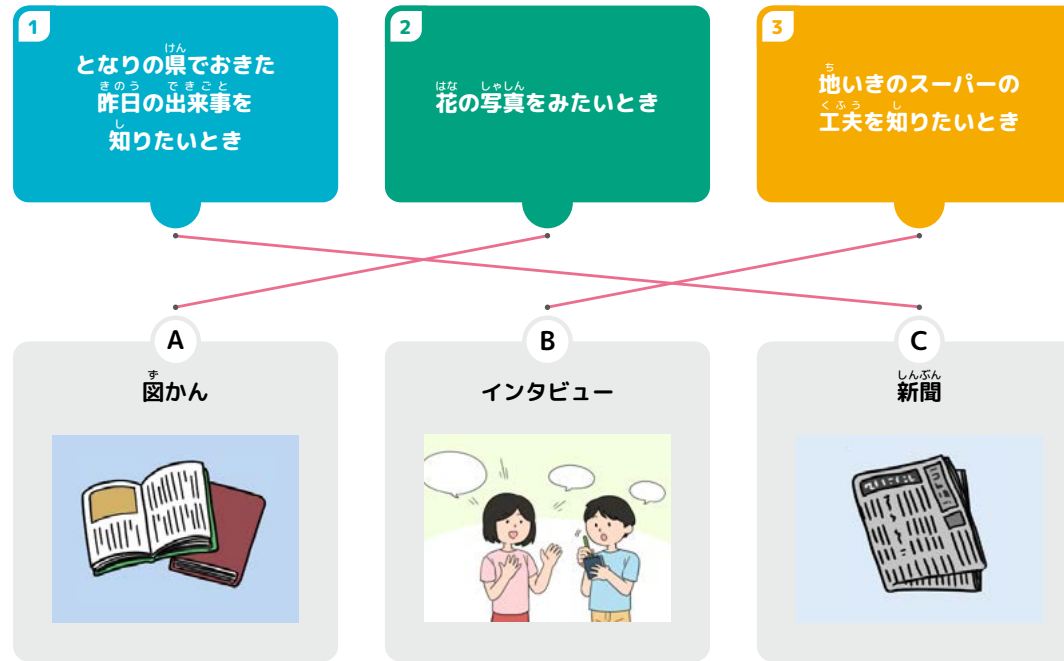 1
となりの県でおきた
昨日の出来事を
知りたいとき
2
花の写真をみたいとき
3
地いきのスーパーの
工夫を知りたいとき
A
図かん
B
インタビュー
C
新聞